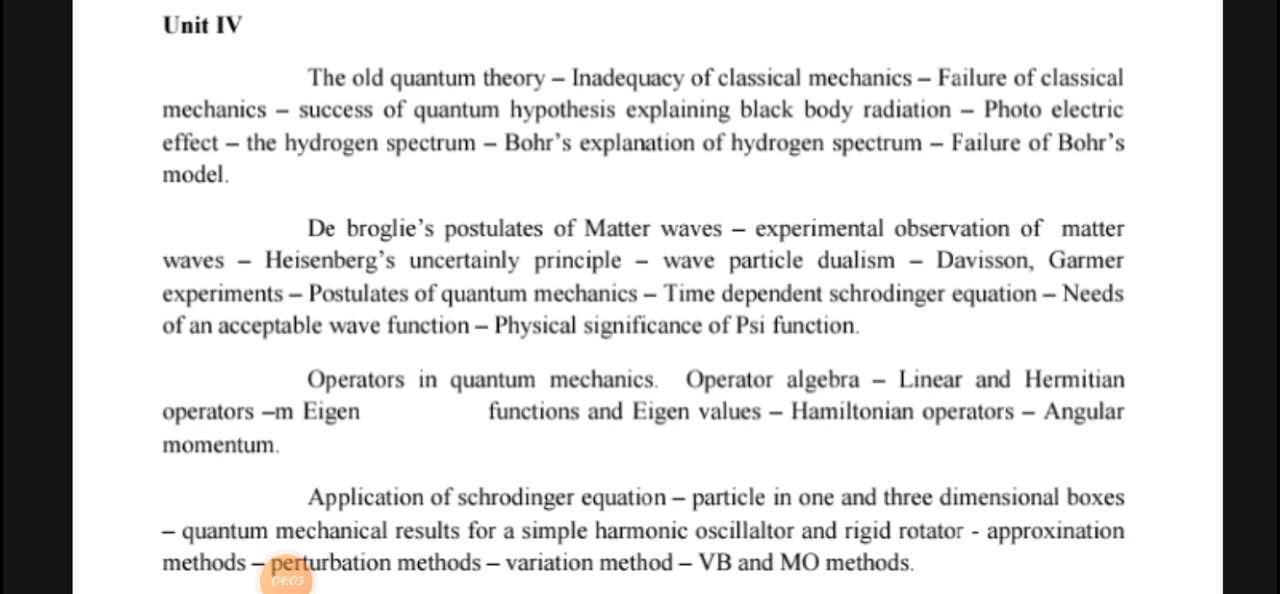 Unit IV
The old quantum theory – Inadequacy of classical mechanics – Failure of classical
mechanics – success of quantum hypothesis explaining black body radiation – Photo electric
effect – the hydrogen spectrum – Bohr's explanation of hydrogen spectrum – Failure of Bohr's
model.
De broglie's postulates of Matter waves – experimental observation of matter
waves – Heisenberg's uncertainly principle – wave particle dualism – Davisson, Garmer
experiments – Postulates of quantum mechanics – Time dependent schrodinger equation – Needs
of an acceptable wave function – Physical significance of Psi function.
Operators in quantum mechanics. Operator algebra – Linear and Hermitian
operators –m Eigen functions and Eigen values – Hamiltonian operators – Angular
momentum.
Application of schrodinger equation – particle in one and three dimensional boxes
– quantum mechanical results for a simple harmonic oscillaltor and rigid rotator - approxination
methods – perturbation methods – variation method – VB and MO methods.
04:03